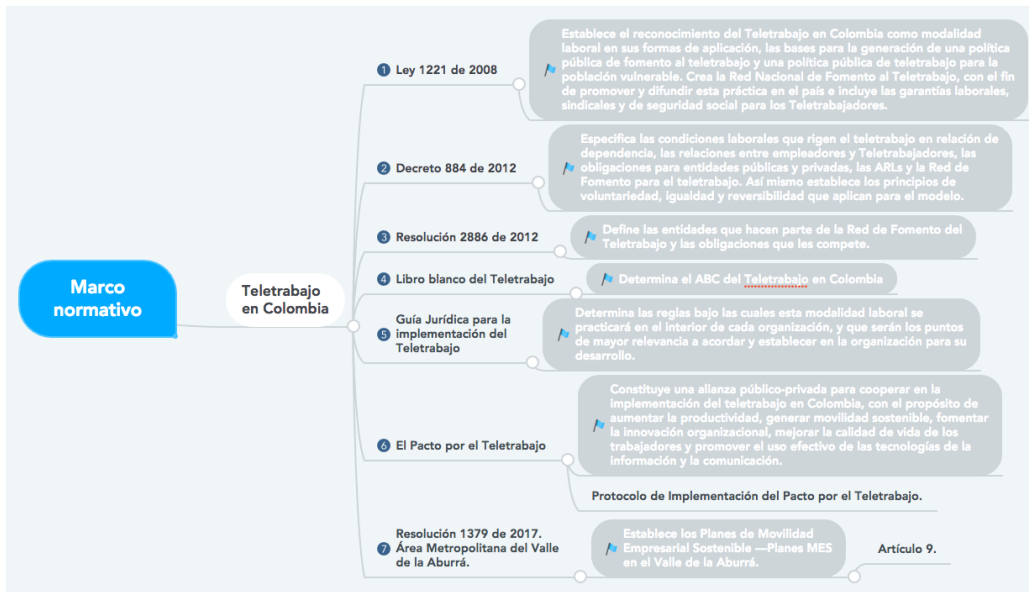 Marco
normativo
Teletrabajo
en Colombia
1 Ley 1221 de 2008
Establece el reconocimiento del Teletrabajo en Colombia como modalidad
laboral en sus formas de aplicación, las bases para la generación de una política
pública de fomento al teletrabajo y una política pública de teletrabajo para la
población vulnerable. Crea la Red Nacional de Fomento al Teletrabajo, con el fin
de promover y difundir esta práctica en el país e incluye las garantías laborales,
sindicales y de seguridad social para los Teletrabajadores.
2 Decreto 884 de 2012
Especifica las condiciones laborales que rigen el teletrabajo en relación de
dependencia, las relaciones entre empleadores y Teletrabajadores, las
obligaciones para entidades públicas y privadas, las ARLs y la Red de
Fomento para el teletrabajo. Así mismo establece los principios de
voluntariedad, igualdad y reversibilidad que aplican para el modelo.
3 Resolución 2886 de 2012
Define las entidades que hacen parte de la Red de Fomento del
Teletrabajo y las obligaciones que les compete.
4 Libro blanco del Teletrabajo
Determina el ABC del Teletrabajo en Colombia
5 Guía Jurídica para la
implementación del
Teletrabajo
Determina las reglas bajo las cuales esta modalidad laboral se
practicará en el interior de cada organización, y que serán los puntos
de mayor relevancia a acordar y establecer en la organización para su
desarrollo.
6 El Pacto por el Teletrabajo
Constituye una alianza público-privada para cooperar en la
implementación del teletrabajo en Colombia, con el propósito de
aumentar la productividad, generar movilidad sostenible, fomentar
la innovación organizacional, mejorar la calidad de vida de los
trabajadores y promover el uso efectivo de las tecnologías de la
información y la comunicación.
Protocolo de Implementación del Pacto por el Teletrabajo.
7 Resolución 1379 de 2017.
Área Metropolitana del Valle
de la Aburrá.
Establece los Planes de Movilidad
Empresarial Sostenible —Planes MES
en el Valle de la Aburrá.
Artículo 9.